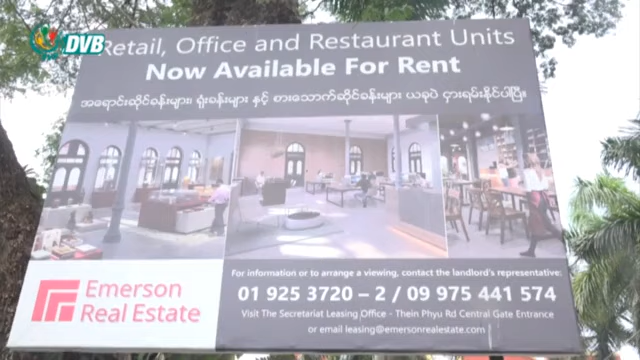 DVB
Retail, Office and Restaurant Units
Now Available For Rent
အရောင်းဆိုင်ခန်းများ၊ ရုံးခန်းများ နှင့် စားသောက်ဆိုင်ခန်းများ ယခုပဲ ငှားရမ်းနိုင်ပါပြီ။
For information or to arrange a viewing, contact the landlord's representative:
01 925 3720 – 2 / 09 975 441 574
Visit The Secretariat Leasing Office - Thein Phyu Rd Central Gate Entrance
or email leasing@emersonrealestate.com
Emerson
Real Estate